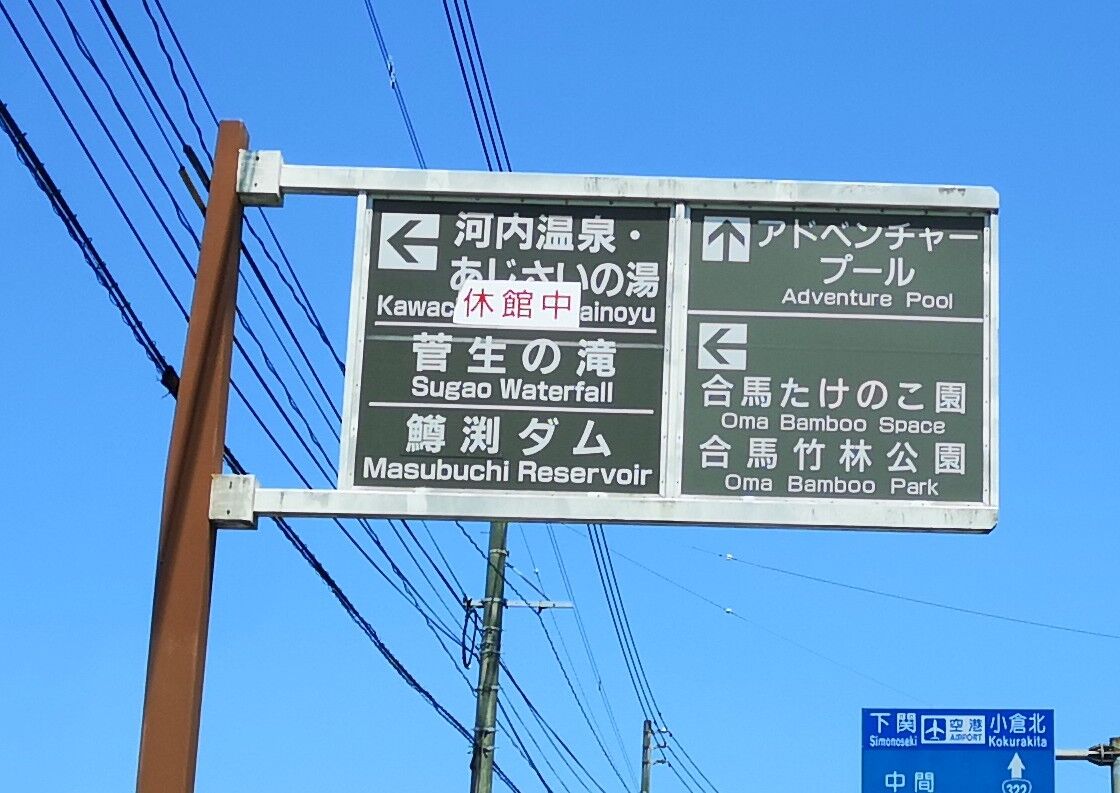 河内温泉・
あじさいの湯
休館中
Kawac ainoyu
菅生の滝
Sugao Waterfall
鱒渕ダム
Masubuchi Reservoir
アドベンチャー
プール
Adventure Pool
合馬たけのこ園
Oma Bamboo Space
合馬竹林公園
Oma Bamboo Park
下関 空港 小倉北
Simonoseki AIRPORT Kokurakita
中間
322